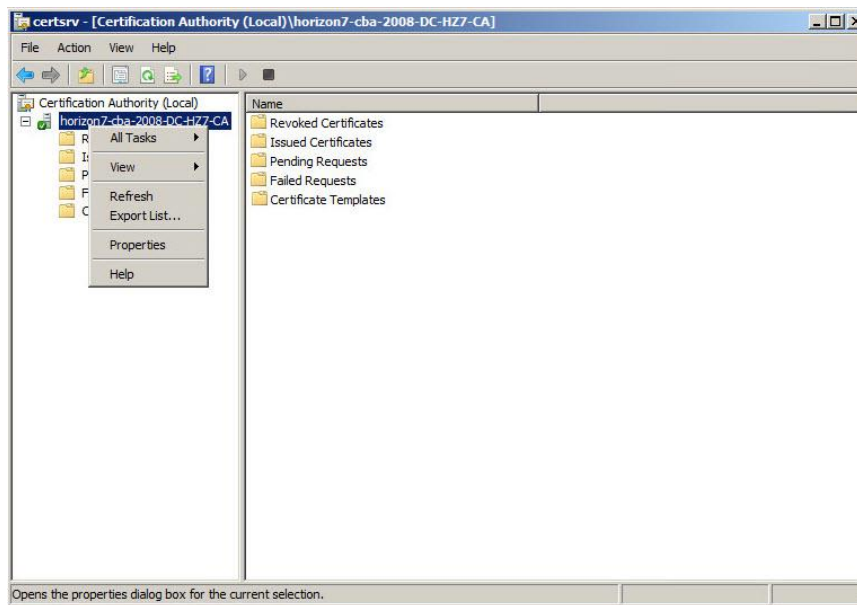 certsrv - [Certification Authority (Local)\horizon7-cba-2008-DC-HZ7-CA]
File Action View Help
Certification Authority (Local)
horizon7-cba-2008-DC-HZ7-CA
R
I
P
F
C
All Tasks
View
Refresh
Export List...
Properties
Help
Name
Revoked Certificates
Issued Certificates
Pending Requests
Failed Requests
Certificate Templates
Opens the properties dialog box for the current selection.